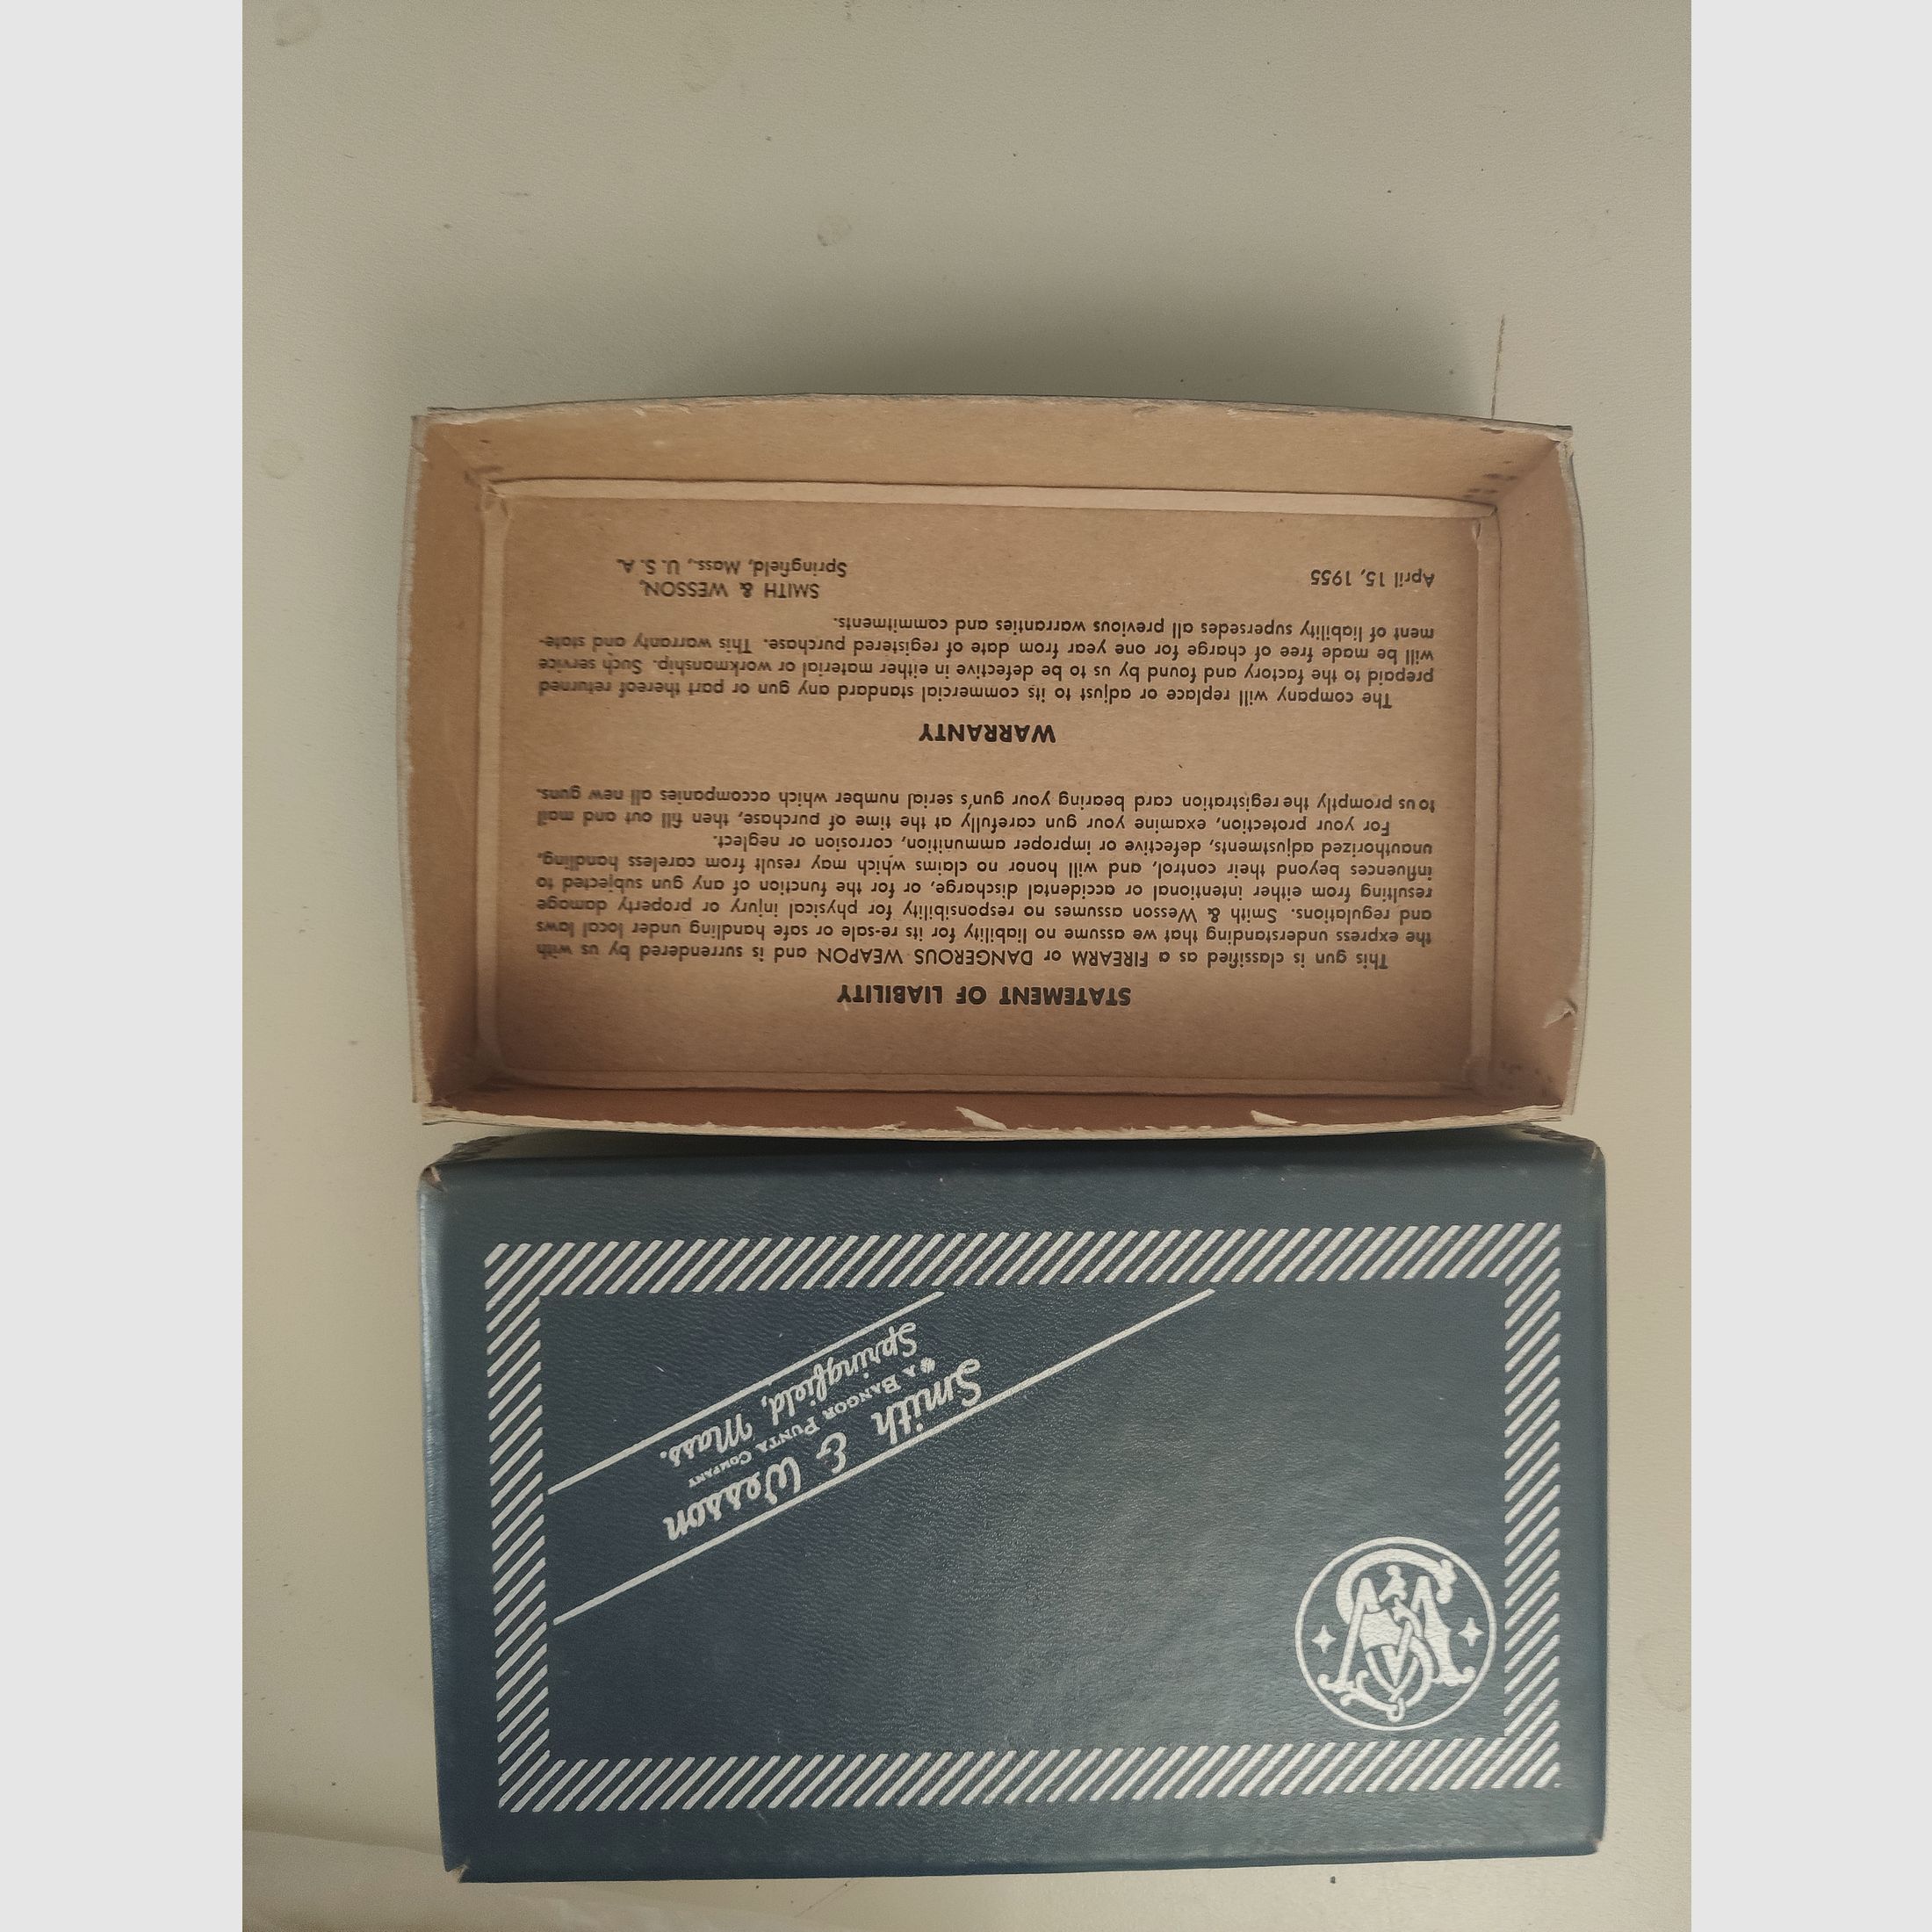 STATEMENT OF LIABILITY
This gun is classified as a FIREARM or DANGEROUS WEAPON and is surrendered by us with
the express understanding that we assume no liability for its re-sale or safe handling under local laws
and regulations. Smith & Wesson assumes no responsibility for physical injury or property damage
resulting from either intentional or accidental discharge, or for the function of any gun subjected to
influences beyond their control, and will honor no claims which may result from careless handling,
unauthorized adjustments, defective or improper ammunition, corrosion or neglect.
For your protection, examine your gun carefully at the time of purchase, then fill out and mail
to us promptly the registration card bearing your gun's serial number which accompanies all new guns.
WARRANTY
The company will replace or adjust to its commercial standard any gun or part thereof returned
prepaid to the factory and found by us to be defective in either material or workmanship. Such service
will be made free of charge for one year from date of registered purchase. This warranty and state-
ment of liability supersedes all previous warranties and commitments.
April 15, 1955
SMITH & WESSON,
Springfield, Mass., U. S. A.
Smith & Wesson
A BANGOR PUNTA COMPANY
Springfield, Mass.
S&W